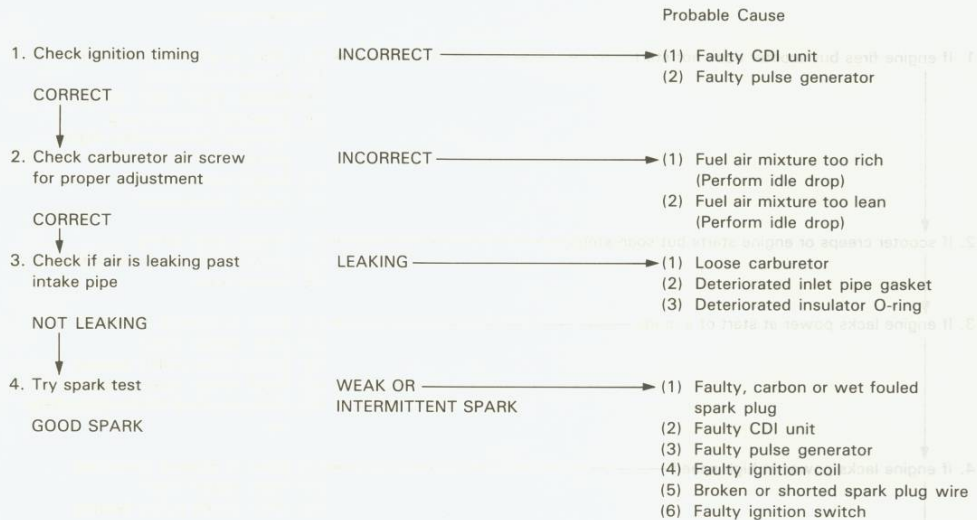 Probable Cause
1. Check ignition timing
INCORRECT
(1) Faulty CDI unit
(2) Faulty pulse generator
CORRECT
2. Check carburetor air screw
for proper adjustment
INCORRECT
(1) Fuel air mixture too rich
(Perform idle drop)
(2) Fuel air mixture too lean
(Perform idle drop)
CORRECT
3. Check if air is leaking past
intake pipe
LEAKING
(1) Loose carburetor
(2) Deteriorated inlet pipe gasket
(3) Deteriorated insulator O-ring
NOT LEAKING
4. Try spark test
WEAK OR
INTERMITTENT SPARK
(1) Faulty, carbon or wet fouled
spark plug
(2) Faulty CDI unit
(3) Faulty pulse generator
(4) Faulty ignition coil
(5) Broken or shorted spark plug wire
(6) Faulty ignition switch
GOOD SPARK